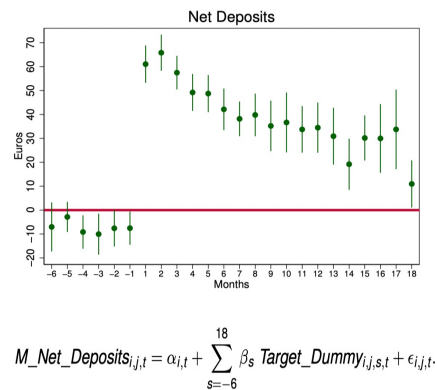 Net Deposits
70
60
50
40
30
20
10
0
−10
−20
Euros
−6 −5 −4 −3 −2 −1 1 2 3 4 5 6 7 8 9 10 11 12 13 14 15 16 17 18
Months
18
M_Net_Deposits_{i,j,t} = α_{i,t} + ∑ β_s Target_Dummy_{i,j,s,t} + ϵ_{i,j,t}.
s=−6